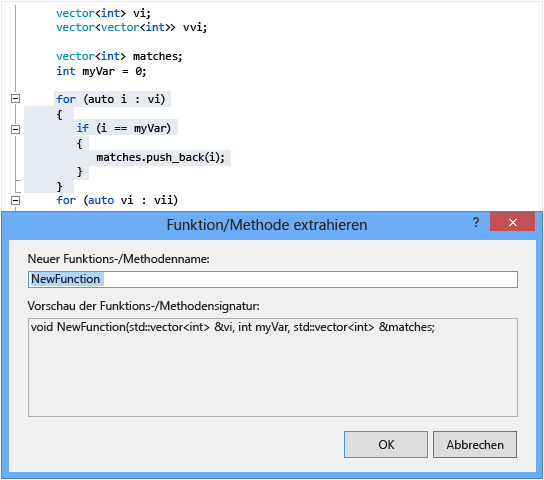 vector<int> vi;
vector<vector<int>> vvi;
vector<int> matches;
int myVar = 0;
for (auto i : vi)
{
if (i == myVar)
{
matches.push_back(i);
}
}
for (auto vi : vii)
Funktion/Methode extrahieren
?
x
Neuer Funktions-/Methodenname:
NewFunction
Vorschau der Funktions-/Methodensignatur:
void NewFunction(std::vector<int> &vi, int myVar, std::vector<int> &matches;
OK
Abbrechen